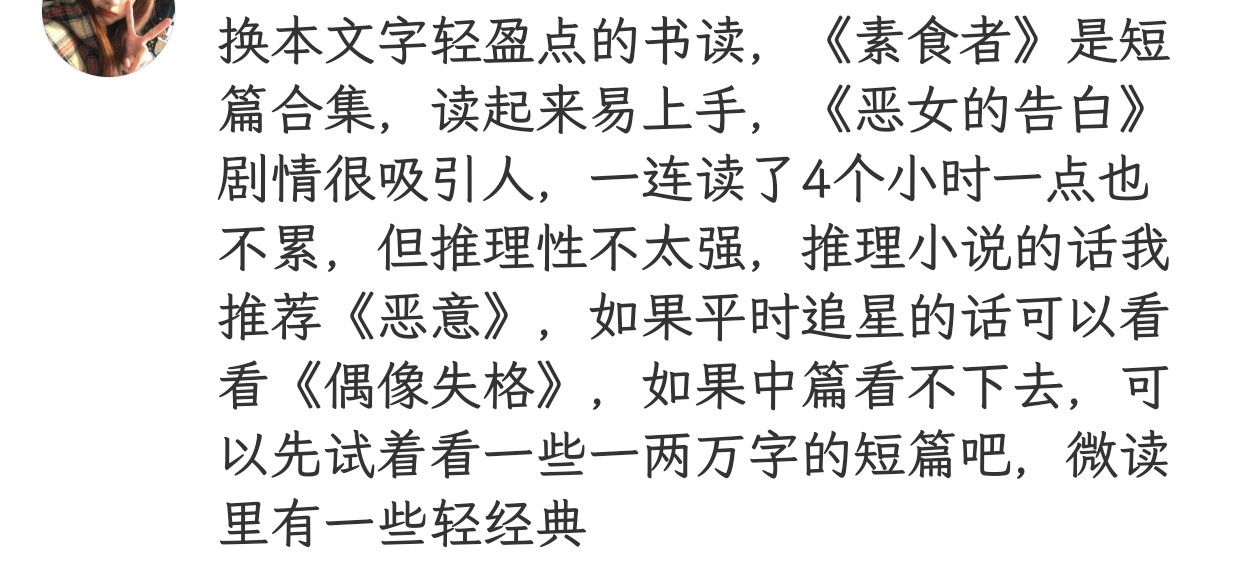 换本文字轻盈点的书读，《素食者》是短
篇合集，读起来易上手，《恶女的告白》
剧情很吸引人，一连读了4个小时一点也
不累，但推理性不太强，推理小说的话我
推荐《恶意》，如果平时追星的话可以看
看《偶像失格》，如果中篇看不下去，可
以先试着看一些一两万字的短篇吧，微读
里有一些轻经典